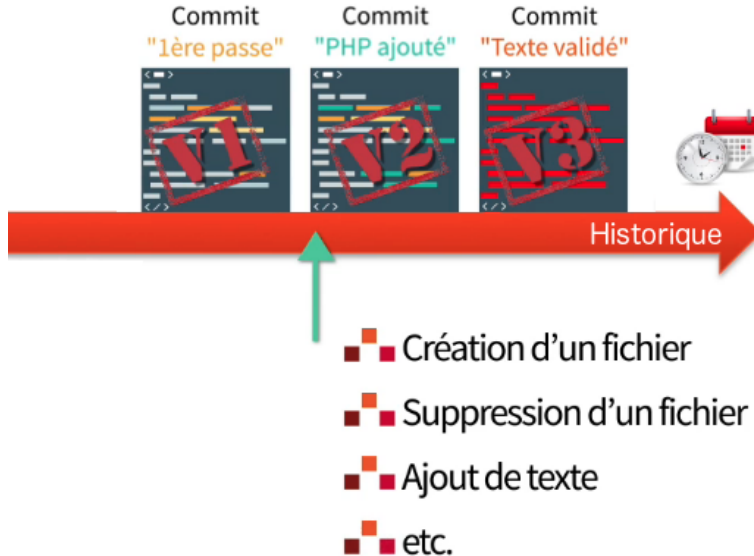 Commit Commit Commit
"1ère passe" "PHP ajouté" "Texte validé"
V1 V2 V3
Historique
Création d'un fichier
Suppression d'un fichier
Ajout de texte
etc.